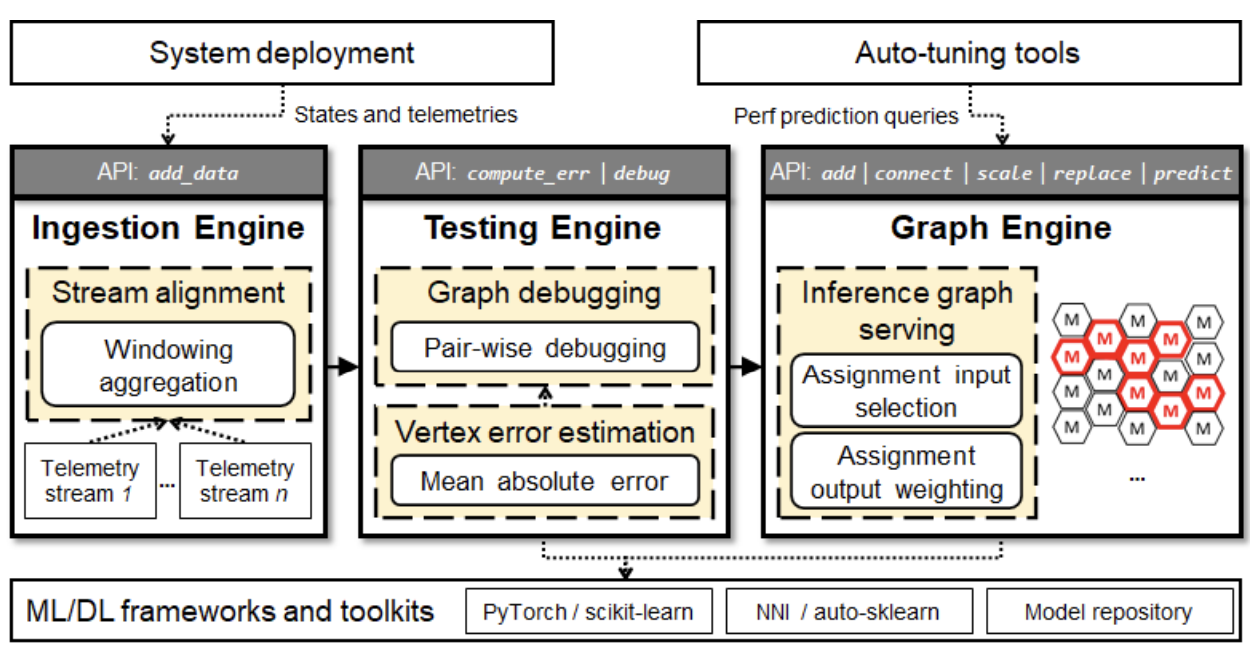 System deployment
Auto-tuning tools
States and telemetries
Perf prediction queries
API: add_data
API: compute_err | debug
API: add | connect | scale | replace | predict
Ingestion Engine
Testing Engine
Graph Engine
Stream alignment
Windowing
aggregation
Telemetry
stream 1
...
Telemetry
stream n
Graph debugging
Pair-wise debugging
Vertex error estimation
Mean absolute error
Inference graph
serving
Assignment input
selection
Assignment
output weighting
M M M M M
M M M M M
M M M M M
M M M M M
...
ML/DL frameworks and toolkits
PyTorch / scikit-learn
NNI / auto-sklearn
Model repository